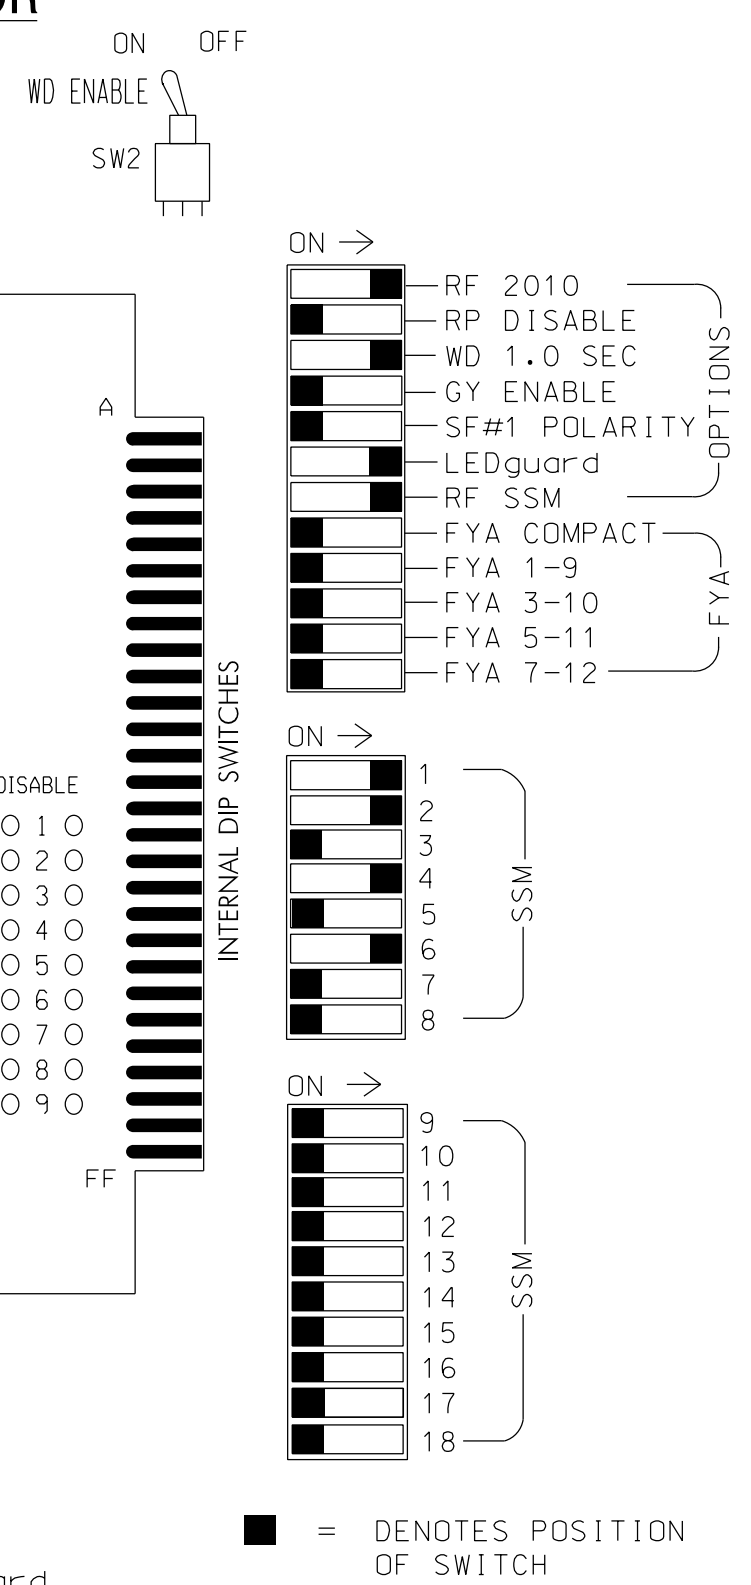 ON OFF
WD ENABLE
SW2
ON
RF 2010
RP DISABLE
WD 1.0 SEC
GY ENABLE
SF#1 POLARITY
LEDguard
RF SSM
OPTIONS
FYA COMPACT
FYA 1-9
FYA 3-10
FYA 5-11
FYA 7-12
FYA
A
FF
INTERNAL DIP SWITCHES
DISABLE
1
2
3
4
5
6
7
8
9
ON
1
2
3
4
5
6
7
8
SSM
ON
9
10
11
12
13
14
15
16
17
18
SSM
= DENOTES POSITION
OF SWITCH